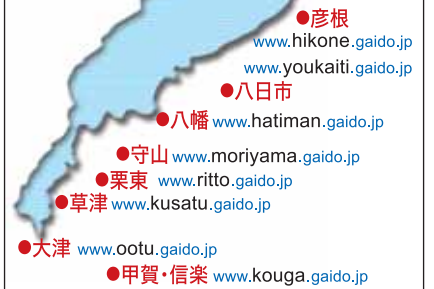 ●彦根
www.hikone.gaido.jp
www.youkaiti.gaido.jp
●八日市
●八幡 www.hatiman.gaido.jp
●守山 www.moriyama.gaido.jp
●栗東 www.ritto.gaido.jp
●草津 www.kusatu.gaido.jp
●大津 www.ootu.gaido.jp
●甲賀・信楽 www.kouga.gaido.jp